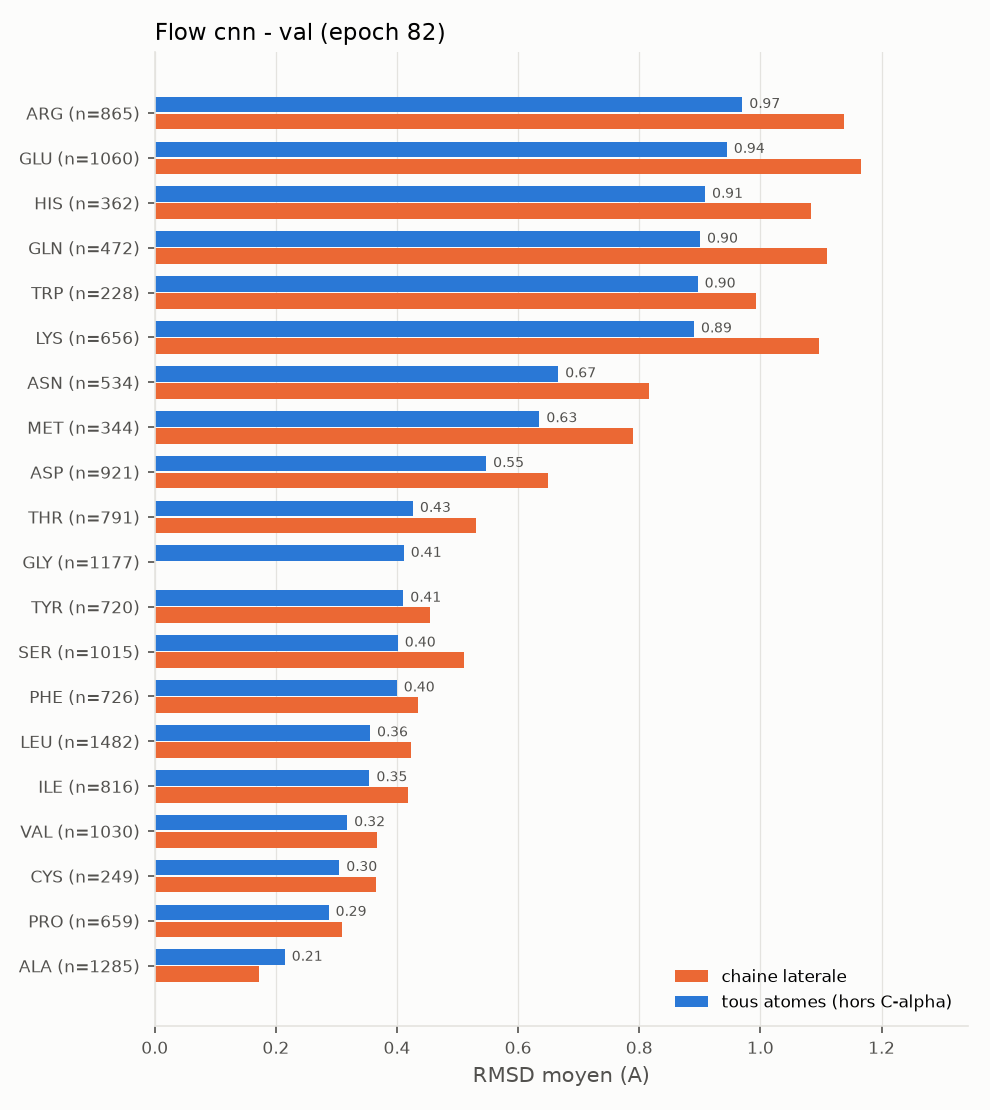 Flow cnn - val (epoch 82)
ARG (n=865) 0.97
GLU (n=1060) 0.94
HIS (n=362) 0.91
GLN (n=472) 0.90
TRP (n=228) 0.90
LYS (n=656) 0.89
ASN (n=534) 0.67
MET (n=344) 0.63
ASP (n=921) 0.55
THR (n=791) 0.43
GLY (n=1177) 0.41
TYR (n=720) 0.41
SER (n=1015) 0.40
PHE (n=726) 0.40
LEU (n=1482) 0.36
ILE (n=816) 0.35
VAL (n=1030) 0.32
CYS (n=249) 0.30
PRO (n=659) 0.29
ALA (n=1285) 0.21
chaine laterale
tous atomes (hors C-alpha)
0.0 0.2 0.4 0.6 0.8 1.0 1.2
RMSD moyen (A)